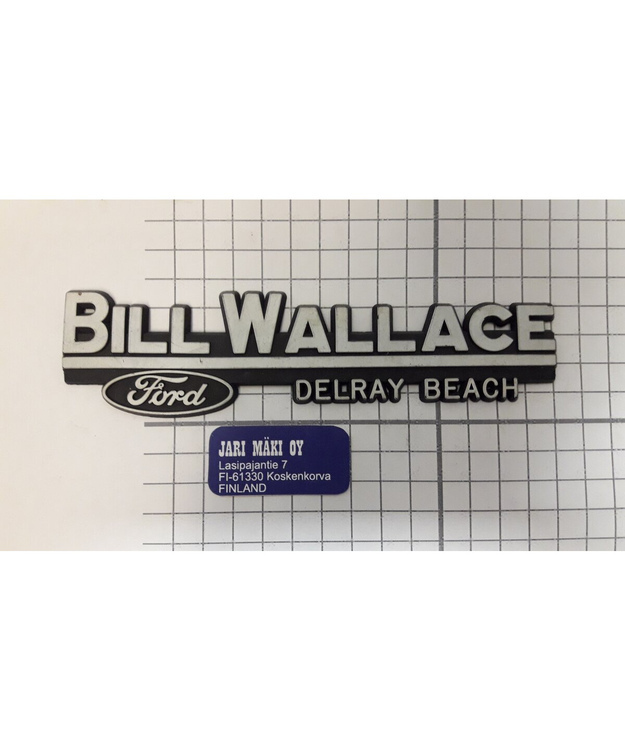 BILL WALLACE
Ford DELRAY BEACH
JARI MÄKI OY
Lasipajantie 7
FI-61330 Koskenkorva
FINLAND